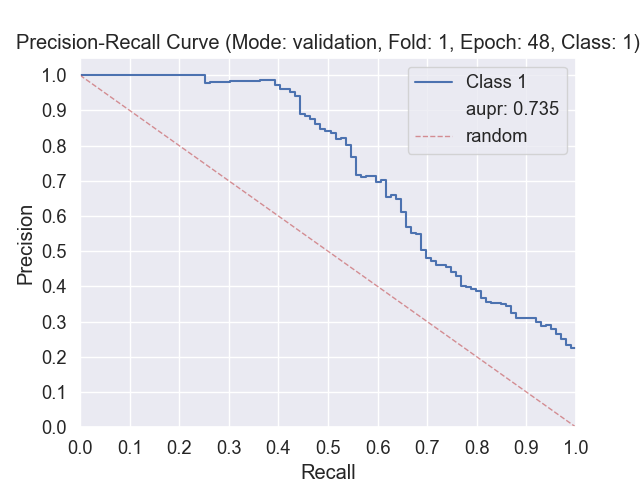 Precision-Recall Curve (Mode: validation, Fold: 1, Epoch: 48, Class: 1)
Class 1
aupr: 0.735
random
Precision
1.0
0.9
0.8
0.7
0.6
0.5
0.4
0.3
0.2
0.1
0.0
0.0 0.1 0.2 0.3 0.4 0.5 0.6 0.7 0.8 0.9 1.0
Recall